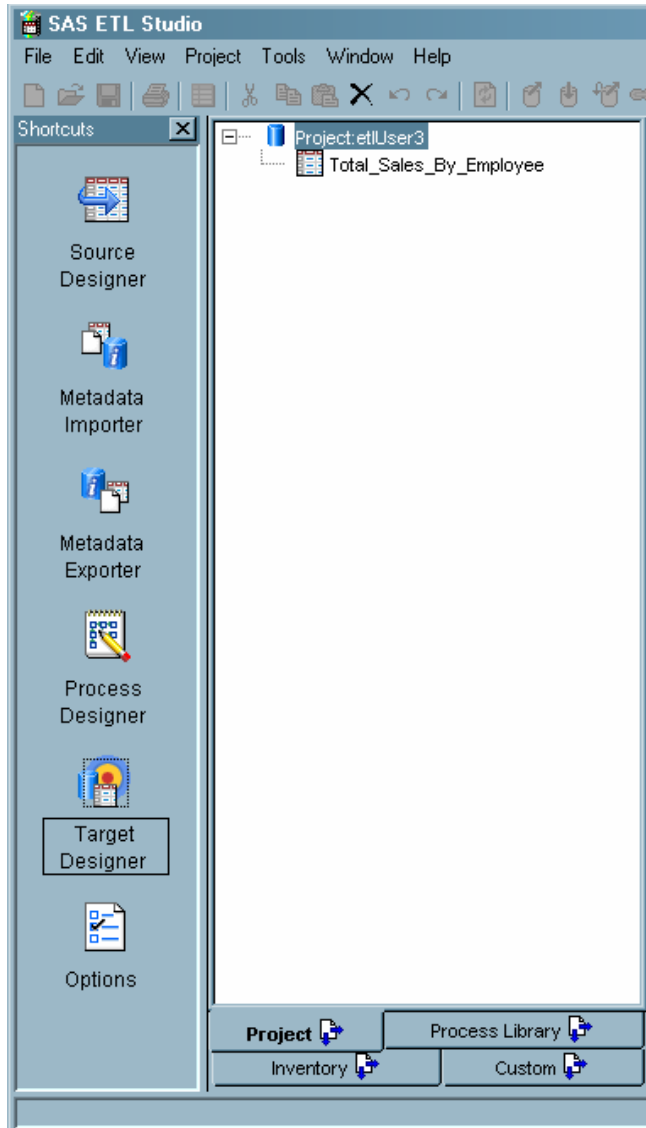 SAS ETL Studio
File Edit View Project Tools Window Help
Shortcuts
Source
Designer
Metadata
Importer
Metadata
Exporter
Process
Designer
Target
Designer
Options
Project:etlUser3
Total_Sales_By_Employee
Project
Process Library
Inventory
Custom